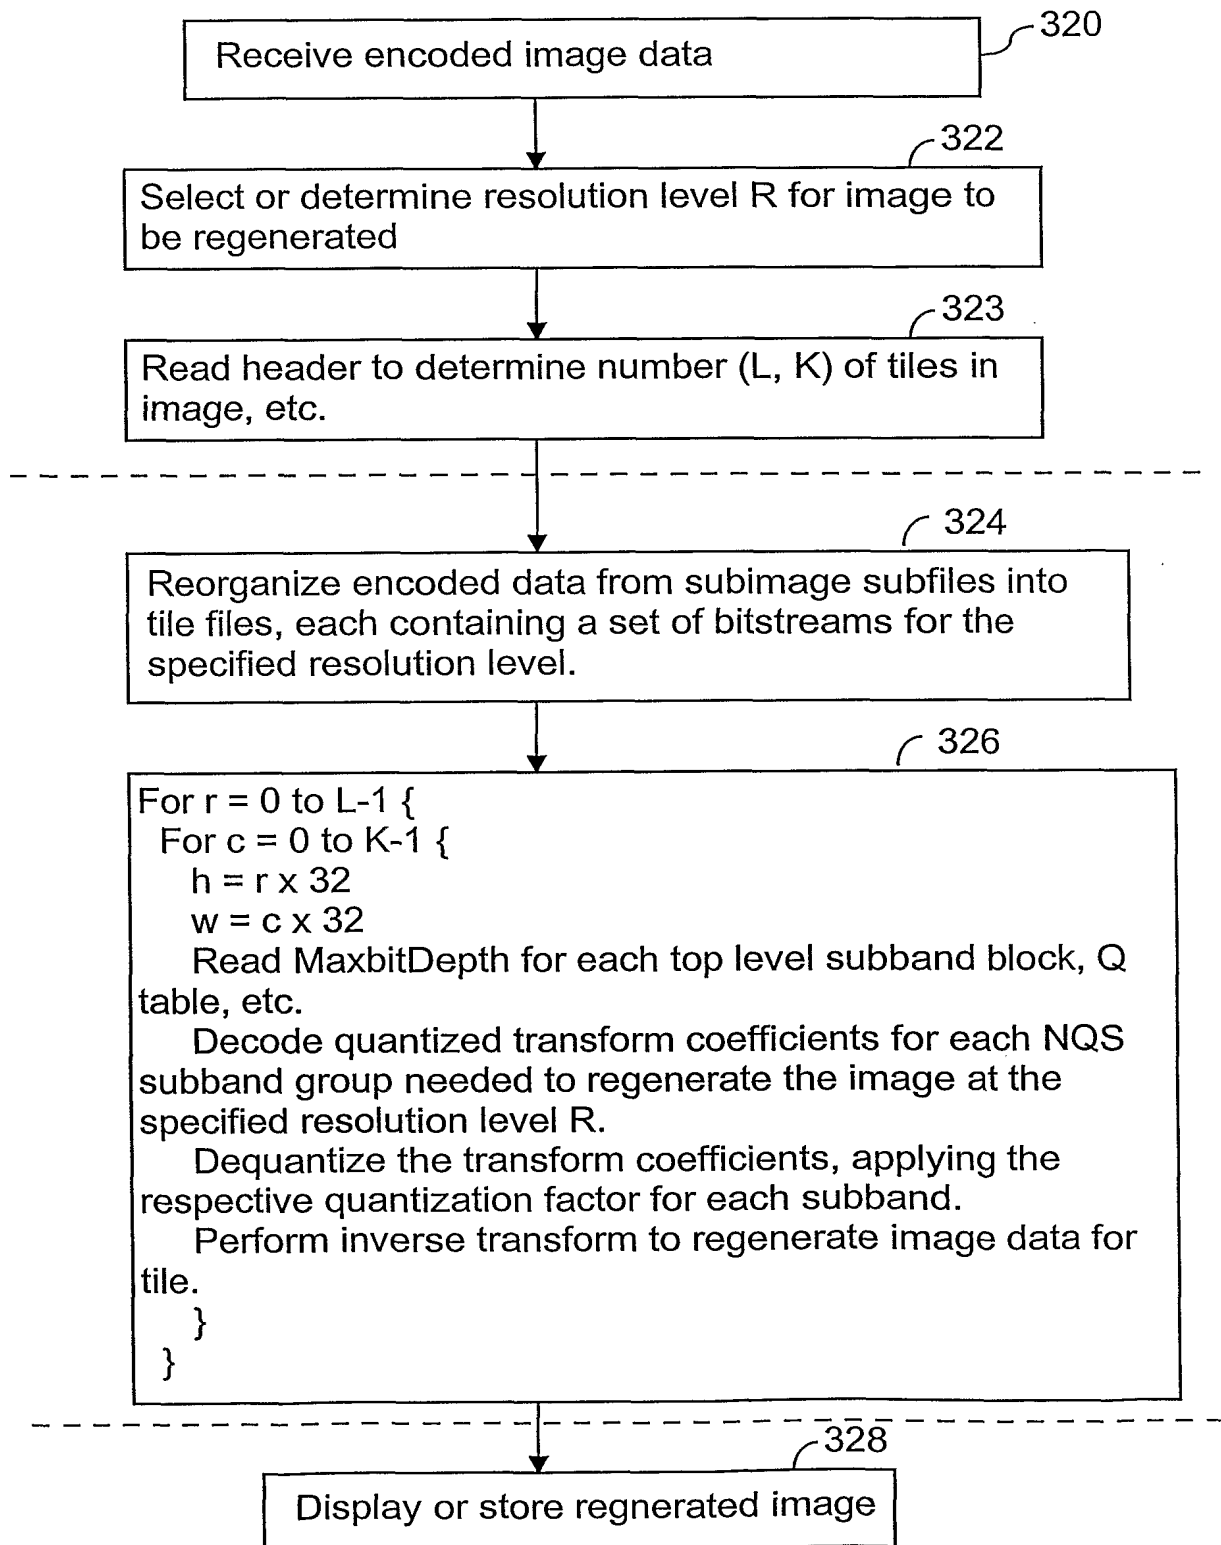 320
Receive encoded image data
322
Select or determine resolution level R for image to
be regenerated
323
Read header to determine number (L, K) of tiles in
image, etc.
324
Reorganize encoded data from subimage subfiles into
tile files, each containing a set of bitstreams for the
specified resolution level.
326
For r = 0 to L-1 {
For c = 0 to K-1 {
h = r x 32
w = c x 32
Read MaxbitDepth for each top level subband block, Q
table, etc.
Decode quantized transform coefficients for each NQS
subband group needed to regenerate the image at the
specified resolution level R.
Dequantize the transform coefficients, applying the
respective quantization factor for each subband.
Perform inverse transform to regenerate image data for
tile.
}
}
328
Display or store regnerated image